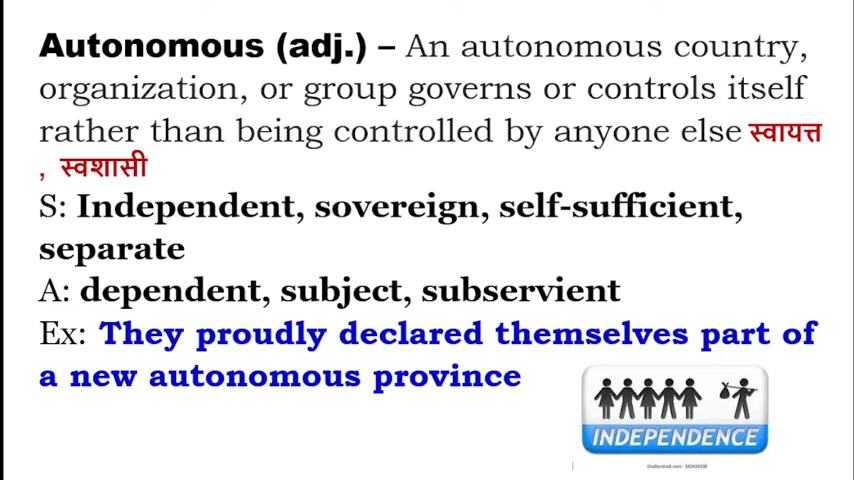 Autonomous (adj.) – An autonomous country,
organization, or group governs or controls itself
rather than being controlled by anyone else स्वायत्त
, स्वशासी
S: Independent, sovereign, self-sufficient,
separate
A: dependent, subject, subservient
Ex: They proudly declared themselves part of
a new autonomous province
INDEPENDENCE